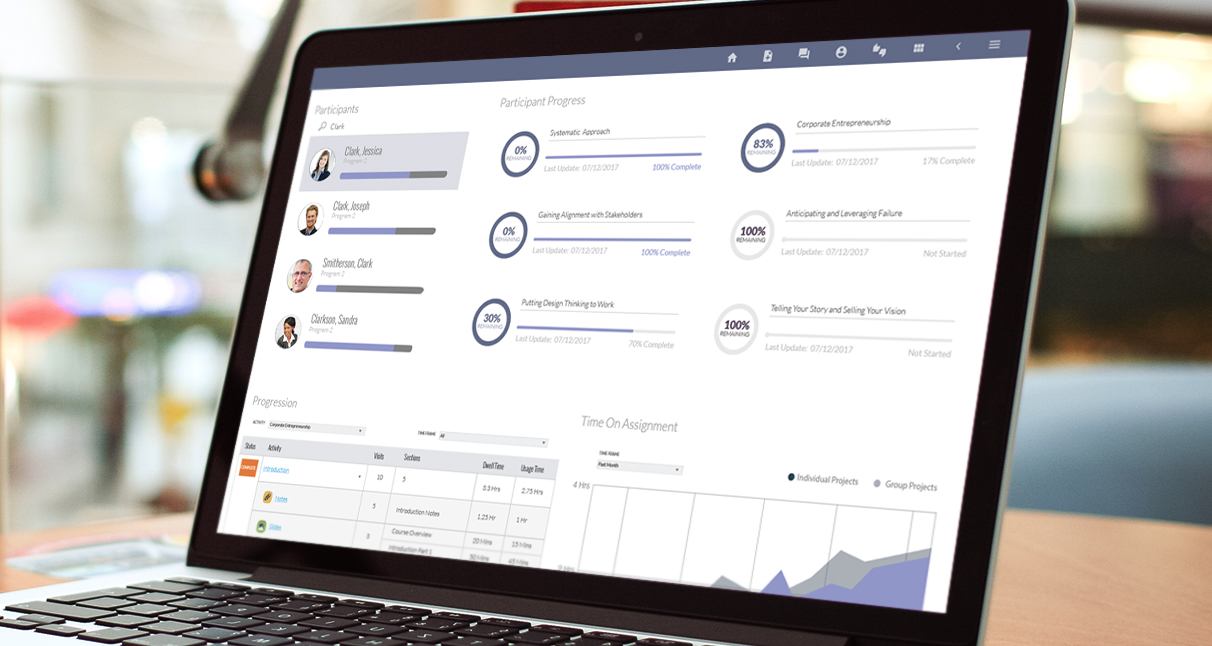 Participants
Clark
Clark, Jessica
Program 2
Clark, Joseph
Program 2
Smitherson, Clark
Program 2
Clarkson, Sandra
Program 2
Participant Progress
0%
REMAINING
Systematic Approach
Last Update: 07/12/2017
100% Complete
83%
REMAINING
Corporate Entrepreneurship
Last Update: 07/12/2017
17% Complete
0%
REMAINING
Gaining Alignment with Stakeholders
Last Update: 07/12/2017
100% Complete
100%
REMAINING
Anticipating and Leveraging Failure
Last Update: 07/12/2017
Not Started
30%
REMAINING
Putting Design Thinking to Work
Last Update: 07/12/2017
70% Complete
100%
REMAINING
Telling Your Story and Selling Your Vision
Last Update: 07/12/2017
Not Started
Progression
ACTIVITY Corporate Entrepreneurship
TIME FRAME All
Status Activity Visits Sections Dwell Time Usage Time
COMPLETE Introduction 10 5 3.3 Hrs 2.75 Hrs
Notes 5 Introduction Notes 1.25 Hr 1 Hr
Slides 5 Course Overview 20 Mins 15 Mins
Introduction Part 1 50 Mins 45 Mins
Time On Assignment
TIME FRAME
Past Month
Individual Projects
Group Projects
4 Hrs